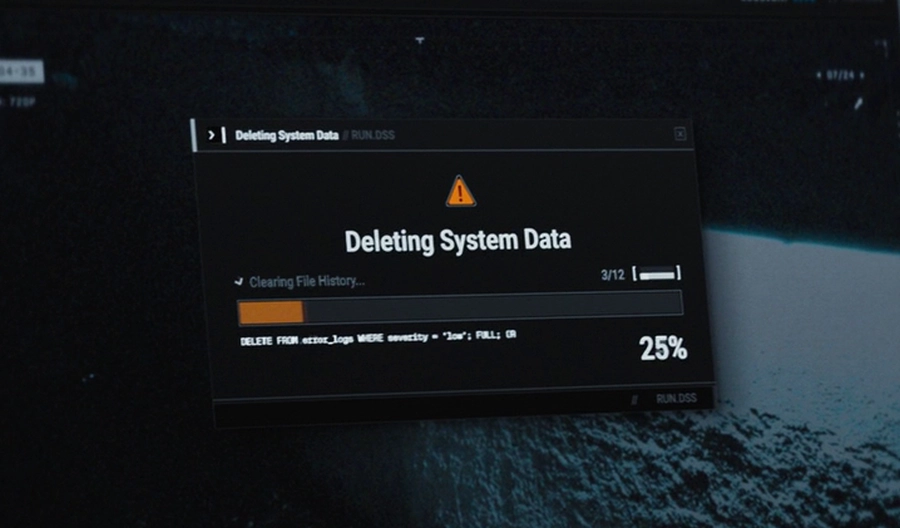 04-35
720P
07/24
Deleting System Data // RUN.DSS
Deleting System Data
Clearing File History...
3/12
DELETE FROM error_logs WHERE severity = "low"; FULL; OR
25%
// RUN.DSS